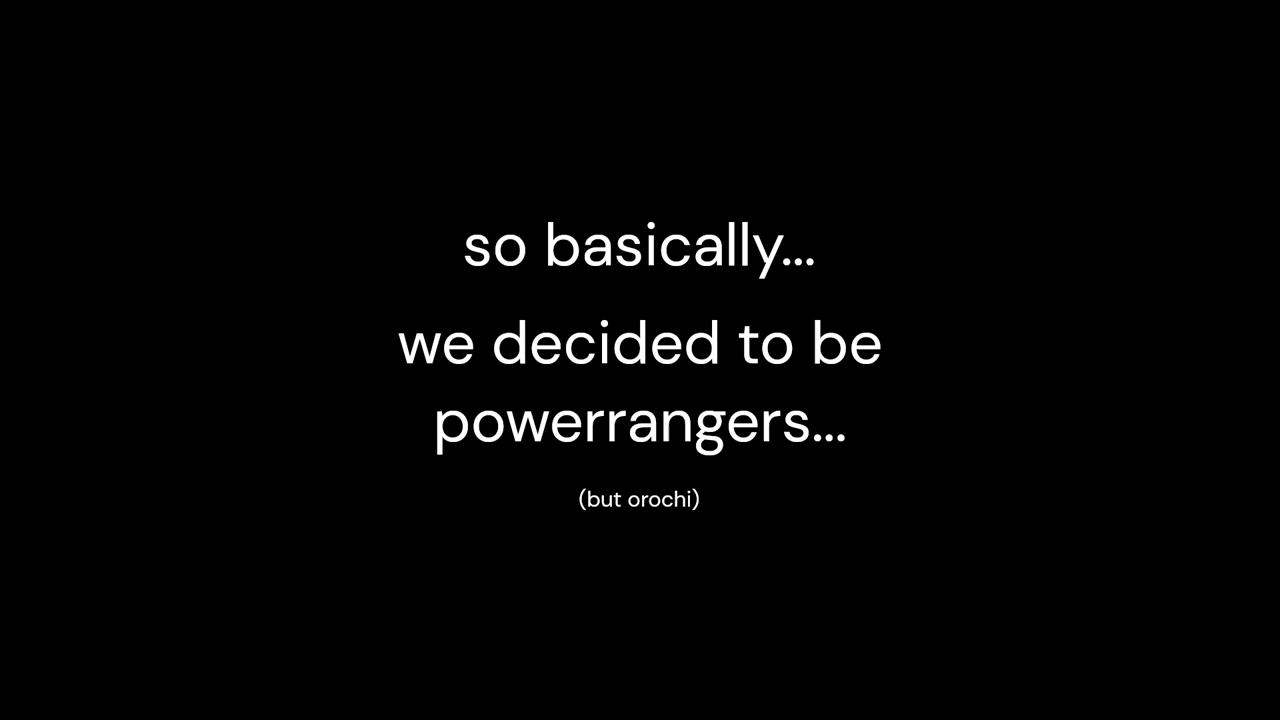 so basically...
we decided to be
powerrangers...
(but orochi)